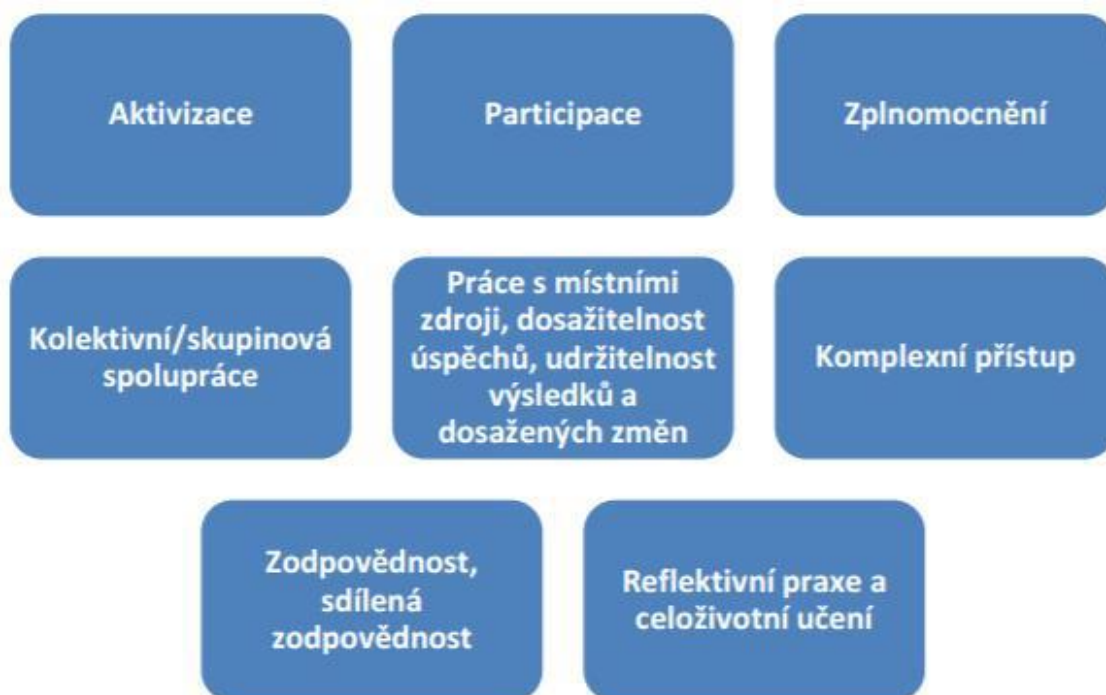 Aktivizace
Participace
Zplnomocnění
Kolektivní/skupinová
spolupráce
Práce s místními
zdroji, dosažitelnost
úspěchů, udržitelnost
výsledků a
dosažených změn
Komplexní přístup
Zodpovědnost,
sdílená
zodpovědnost
Reflektivní praxe a
celoživotní učení